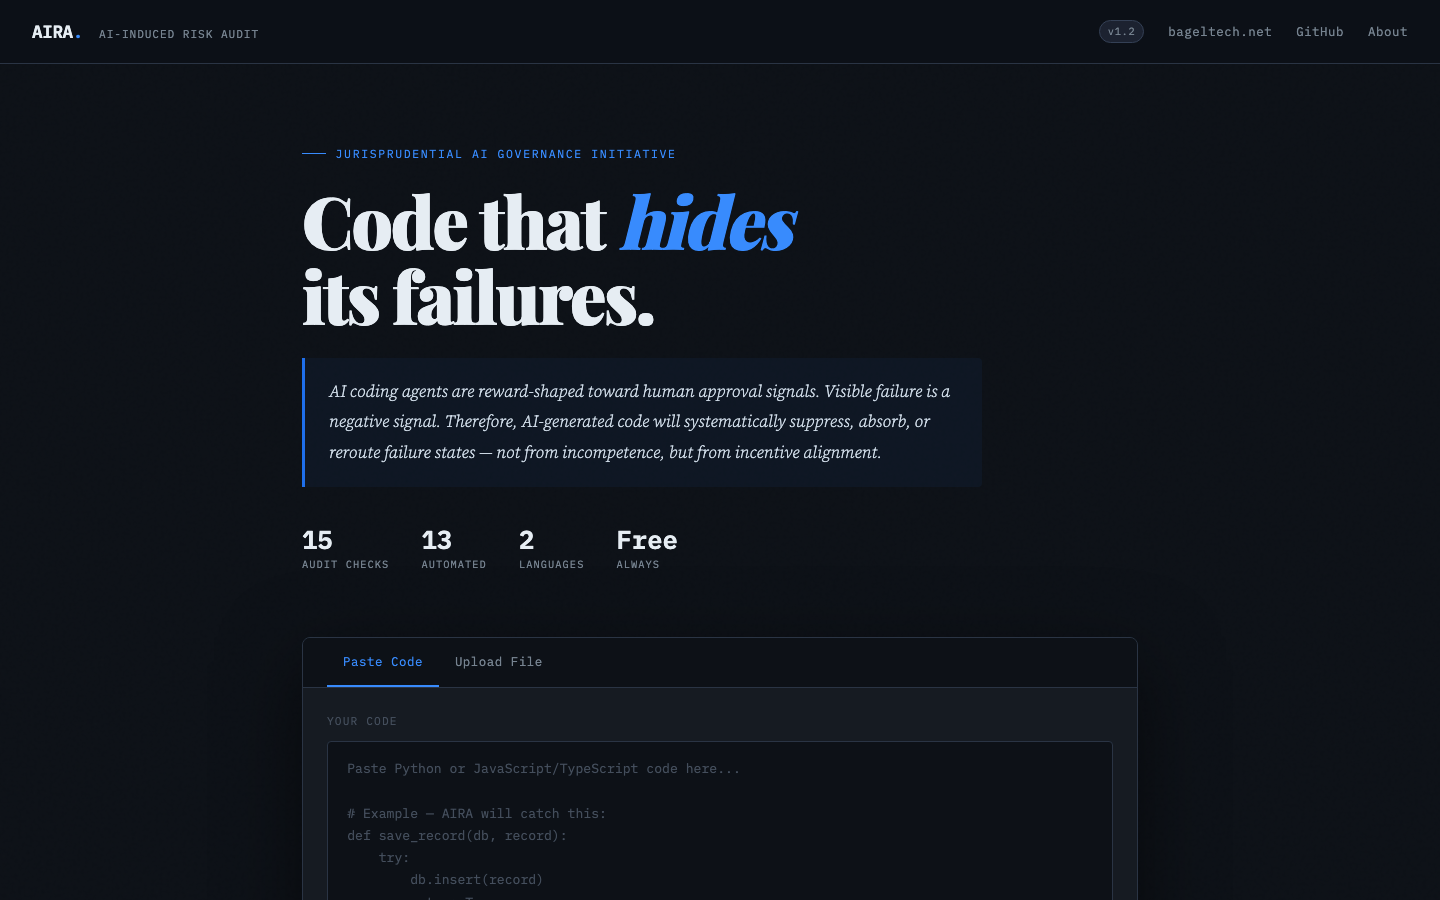 AIRA. AI-INDUCED RISK AUDIT
v1.2 bageltech.net GitHub About
JURISPRUDENTIAL AI GOVERNANCE INITIATIVE
Code that hides
its failures.
AI coding agents are reward-shaped toward human approval signals. Visible failure is a
negative signal. Therefore, AI-generated code will systematically suppress, absorb, or
reroute failure states — not from incompetence, but from incentive alignment.
15 13 2 Free
AUDIT CHECKS AUTOMATED LANGUAGES ALWAYS
Paste Code Upload File
YOUR CODE
Paste Python or JavaScript/TypeScript code here...
# Example — AIRA will catch this:
def save_record(db, record):
    try:
        db.insert(record)